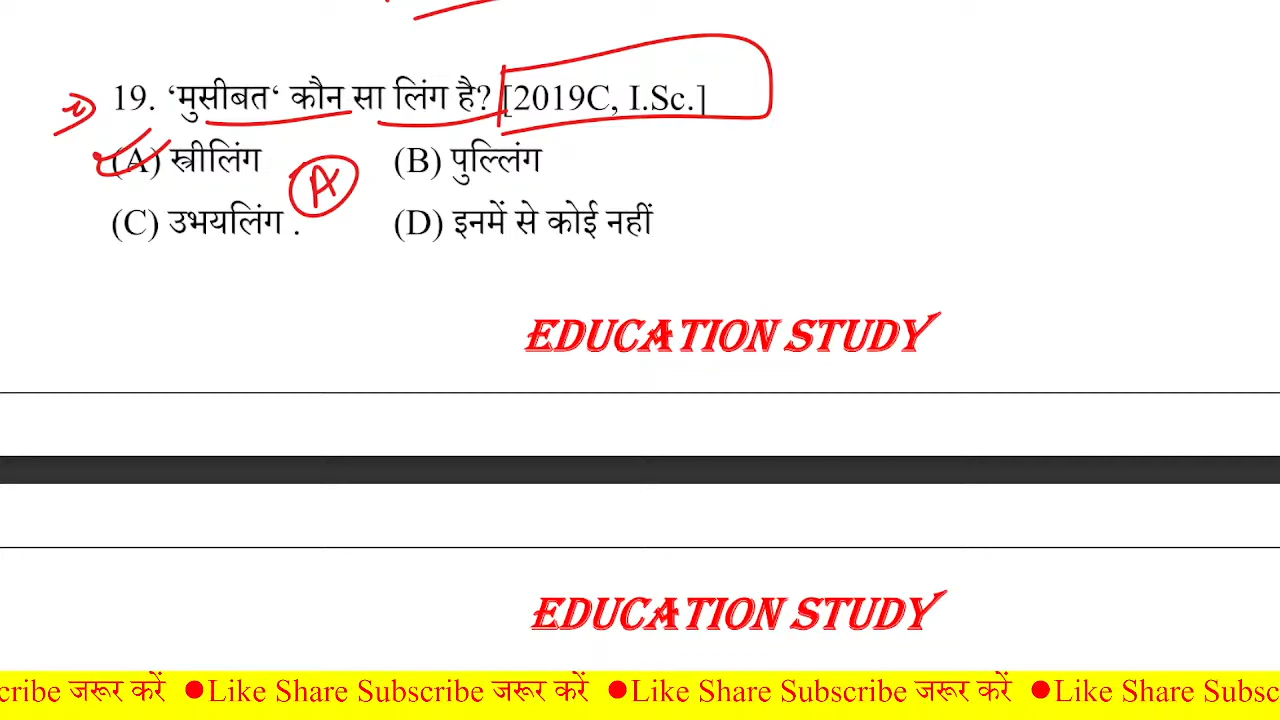 19. ‘मुसीबत‘ कौन सा लिंग है? [2019C, I.Sc.]
(A) स्त्रीलिंग (B) पुल्लिंग
A
(C) उभयलिंग . (D) इनमें से कोई नहीं
EDUCATION STUDY
EDUCATION STUDY
cribe जरूर करें ●Like Share Subscribe जरूर करें ●Like Share Subscribe जरूर करें ●Like Share Subsc